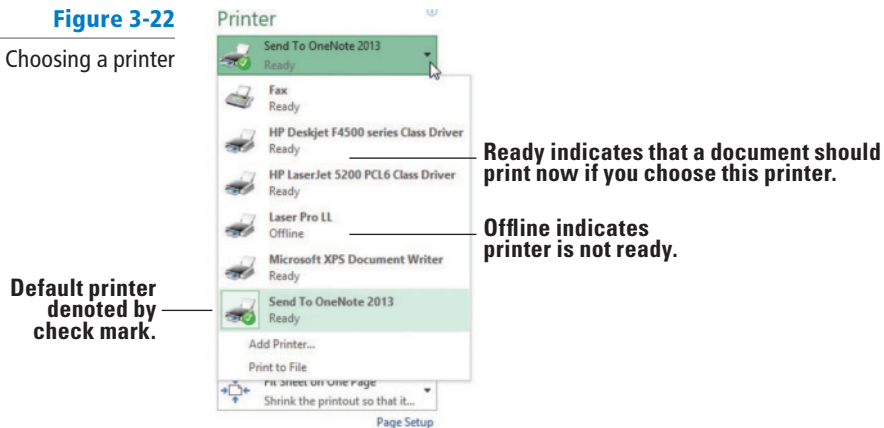 Figure 3-22
Choosing a printer
Printer
Send To OneNote 2013
Ready
Fax
Ready
HP Deskjet F4500 series Class Driver
Ready
HP LaserJet 5200 PCL6 Class Driver
Ready
Laser Pro LL
Offline
Microsoft XPS Document Writer
Ready
Send To OneNote 2013
Ready
Add Printer...
Print to File
Fit Sheet on One Page
Shrink the printout so that it...
Page Setup
Ready indicates that a document should
print now if you choose this printer.
Offline indicates
printer is not ready.
Default printer
denoted by
check mark.